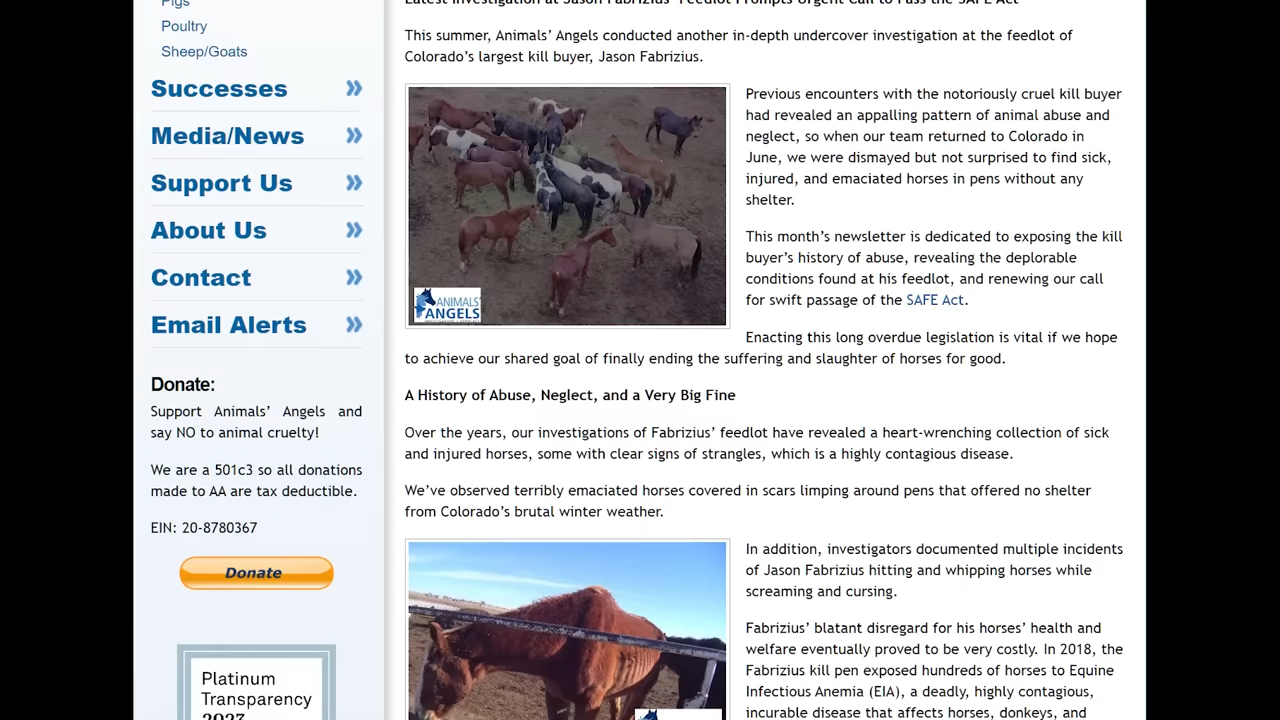 Pigs
Poultry
Sheep/Goats
Successes
Media/News
Support Us
About Us
Contact
Email Alerts
Donate:
Support Animals' Angels and
say NO to animal cruelty!
We are a 501c3 so all donations
made to AA are tax deductible.
EIN: 20-8780367
Donate
Platinum
Transparency
2023
Latest Investigation at Jason Fabrizius' Feedlot Prompts Urgent Call to Pass the SAFE Act
This summer, Animals' Angels conducted another in-depth undercover investigation at the feedlot of
Colorado's largest kill buyer, Jason Fabrizius.
ANIMALS'
ANGELS
Previous encounters with the notoriously cruel kill buyer
had revealed an appalling pattern of animal abuse and
neglect, so when our team returned to Colorado in
June, we were dismayed but not surprised to find sick,
injured, and emaciated horses in pens without any
shelter.
This month's newsletter is dedicated to exposing the kill
buyer's history of abuse, revealing the deplorable
conditions found at his feedlot, and renewing our call
for swift passage of the SAFE Act.
Enacting this long overdue legislation is vital if we hope
to achieve our shared goal of finally ending the suffering and slaughter of horses for good.
A History of Abuse, Neglect, and a Very Big Fine
Over the years, our investigations of Fabrizius' feedlot have revealed a heart-wrenching collection of sick
and injured horses, some with clear signs of strangles, which is a highly contagious disease.
We've observed terribly emaciated horses covered in scars limping around pens that offered no shelter
from Colorado's brutal winter weather.
In addition, investigators documented multiple incidents
of Jason Fabrizius hitting and whipping horses while
screaming and cursing.
Fabrizius' blatant disregard for his horses' health and
welfare eventually proved to be very costly. In 2018, the
Fabrizius kill pen exposed hundreds of horses to Equine
Infectious Anemia (EIA), a deadly, highly contagious,
incurable disease that affects horses, donkeys, and